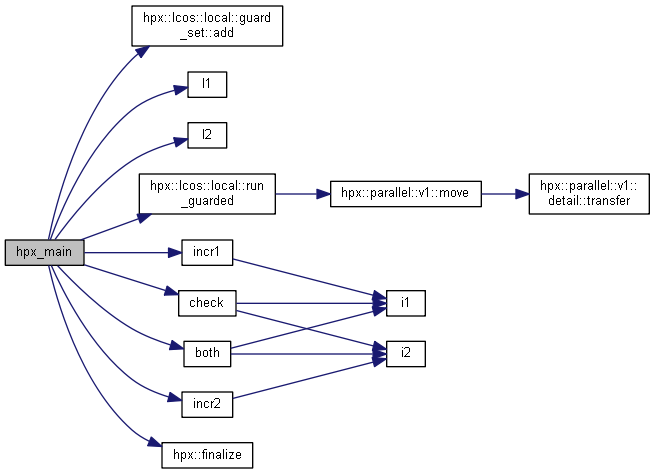 hpx::lcos::local::guard
_set::add
l1
l2
hpx::lcos::local::run
_guarded
hpx::parallel::v1::move
hpx::parallel::v1::
detail::transfer
hpx_main
incr1
check
i1
both
i2
incr2
hpx::finalize